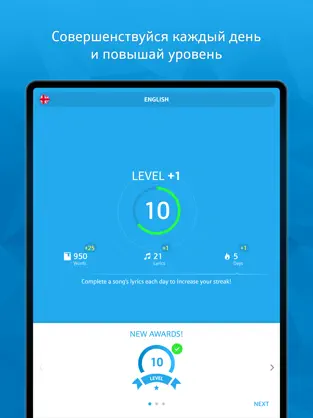 Совершенствуйся каждый день
и повышай уровень
ENGLISH
LEVEL +1
10
+25 +1 +1
950 21 5
Words Lyrics Days
Complete a song's lyrics each day to increase your streak!
NEW AWARDS!
10
LEVEL
NEXT